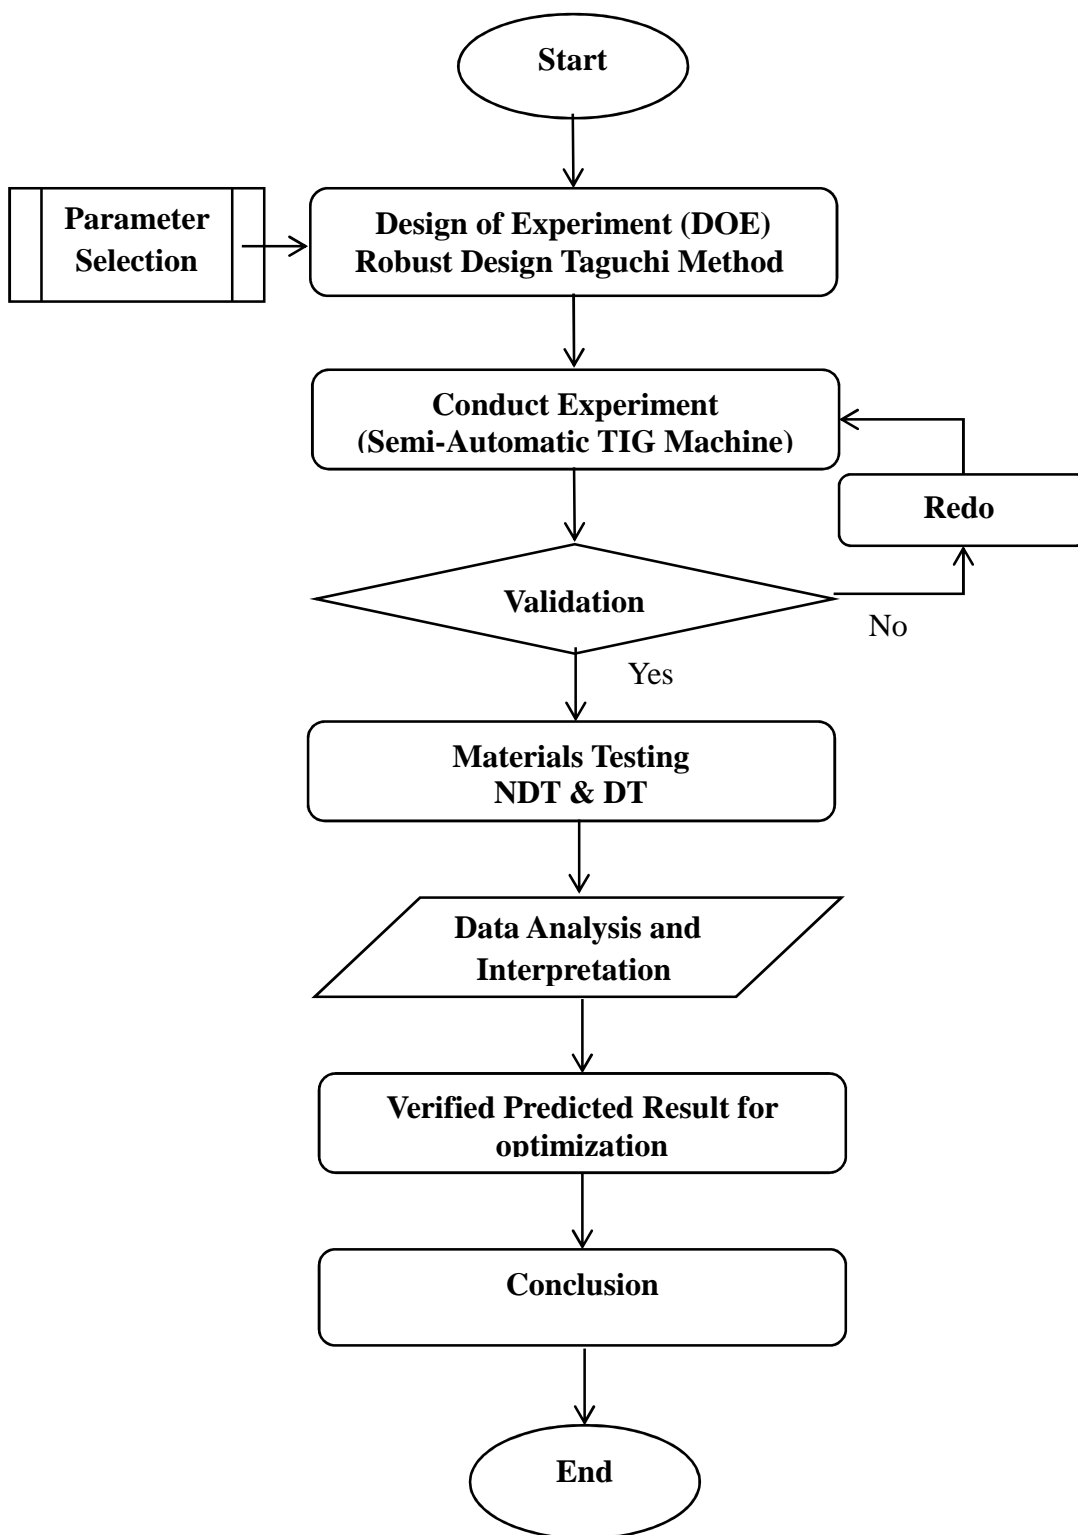 Start
Parameter
Selection
Design of Experiment (DOE)
Robust Design Taguchi Method
Conduct Experiment
(Semi-Automatic TIG Machine)
Redo
Validation
No
Yes
Materials Testing
NDT & DT
Data Analysis and
Interpretation
Verified Predicted Result for
optimization
Conclusion
End